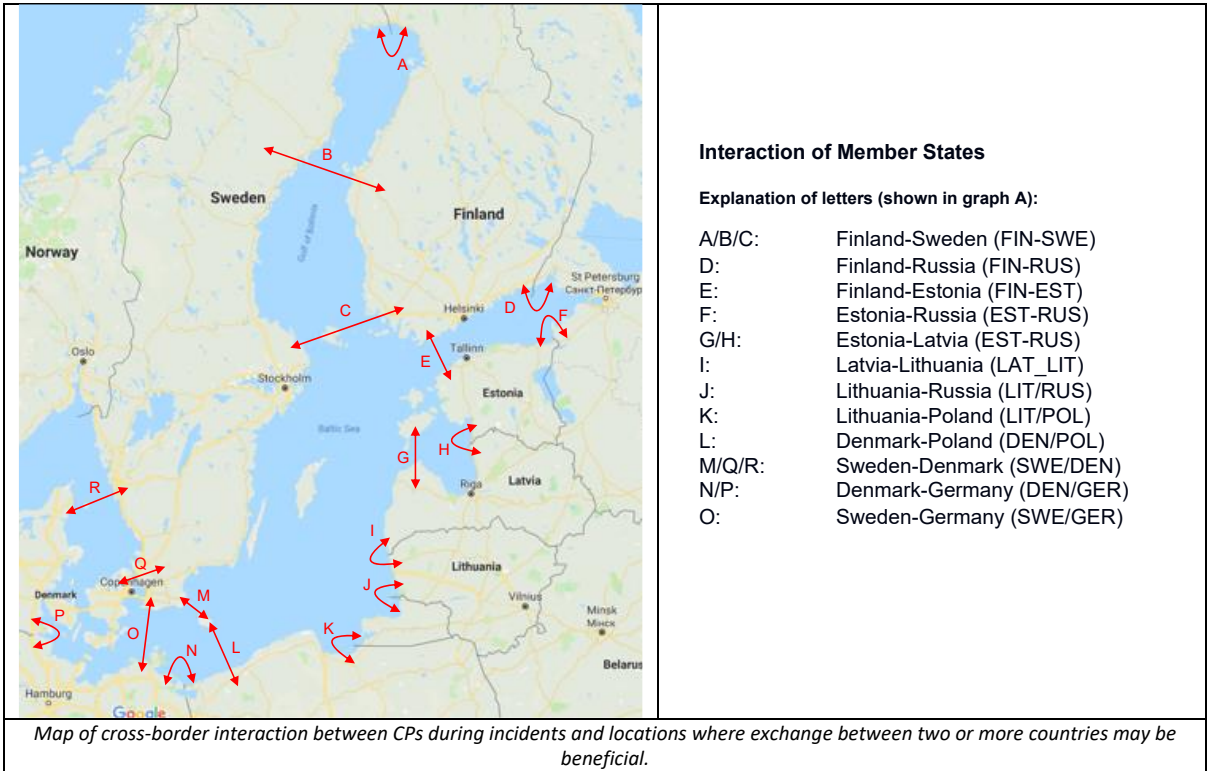 A
B
Sweden
Finland
Gulf of Bothnia
Norway
St Petersburg
Санкт-Петербур
D
Helsinki
C
F
Oslo
Tallinn
E
Stockholm
Estonia
Baltic Sea
H
G
R
Riga
Latvia
I
Q
Lithuania
Copenhagen
J
Denmark
M
Vilnius
P
Minsk
Мінск
O
K
L
N
Belarus
Hamburg
Google
Interaction of Member States
Explanation of letters (shown in graph A):
A/B/C: Finland-Sweden (FIN-SWE)
D: Finland-Russia (FIN-RUS)
E: Finland-Estonia (FIN-EST)
F: Estonia-Russia (EST-RUS)
G/H: Estonia-Latvia (EST-RUS)
I: Latvia-Lithuania (LAT_LIT)
J: Lithuania-Russia (LIT/RUS)
K: Lithuania-Poland (LIT/POL)
L: Denmark-Poland (DEN/POL)
M/Q/R: Sweden-Denmark (SWE/DEN)
N/P: Denmark-Germany (DEN/GER)
O: Sweden-Germany (SWE/GER)
Map of cross-border interaction between CPs during incidents and locations where exchange between two or more countries may be
beneficial.